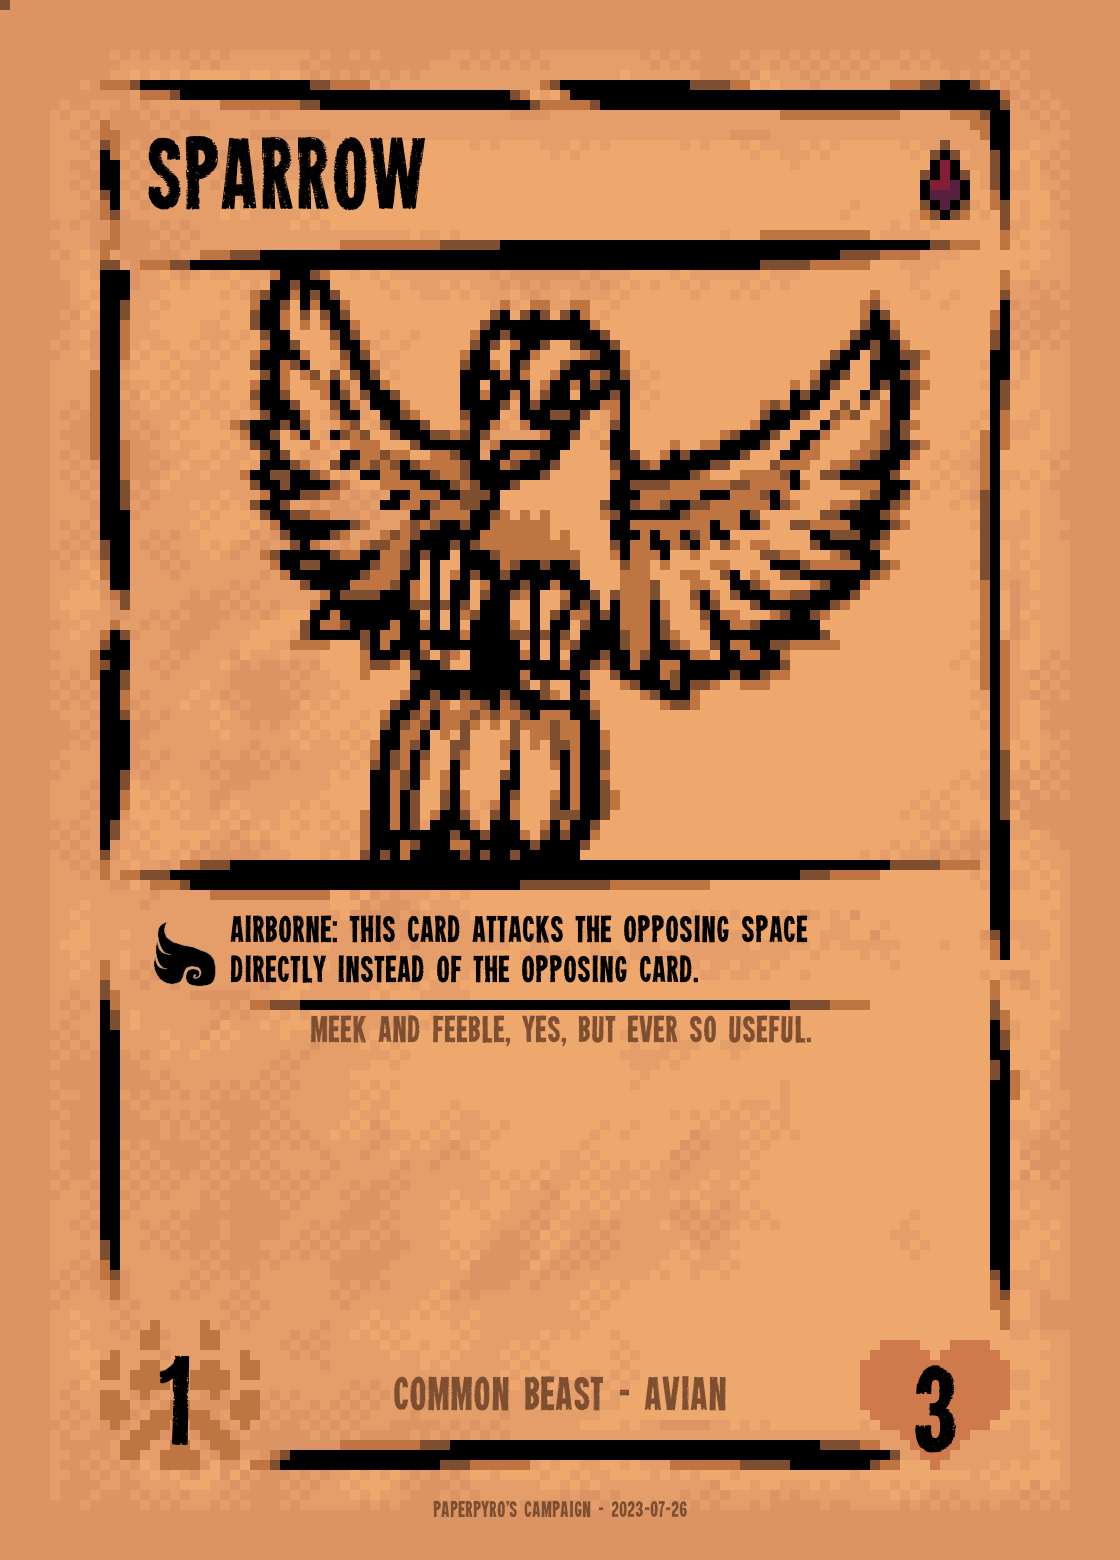 SPARROW
AIRBORNE: THIS CARD ATTACKS THE OPPOSING SPACE
DIRECTLY INSTEAD OF THE OPPOSING CARD.
MEEK AND FEEBLE, YES, BUT EVER SO USEFUL.
1
COMMON BEAST - AVIAN
3
PAPERPYRO'S CAMPAIGN - 2023-07-26